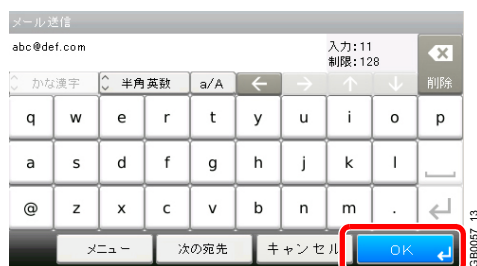 メール送信
abc@def.com
入力:11
制限:128
かな漢字 半角英数 a/A ← → ↑ ↓ 削除
q w e r t y u i o p
a s d f g h j k l
@ z x c v b n m .
メニュー 次の宛先 キャンセル OK
GB0057_13